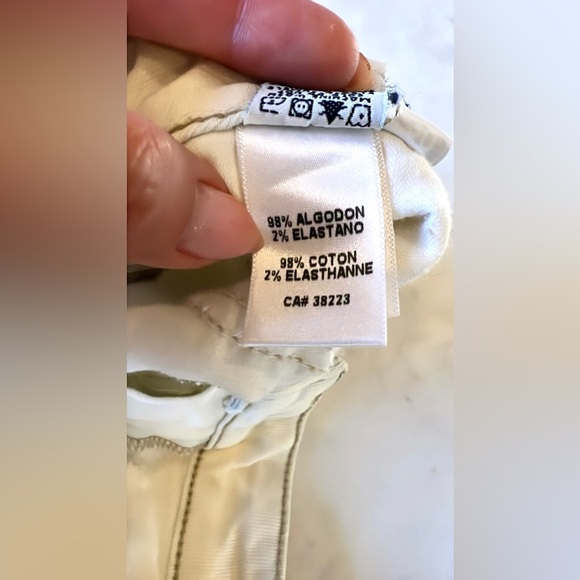 98% ALGODON
2% ELASTANO
98% COTON
2% ELASTHANNE
CA# 38223